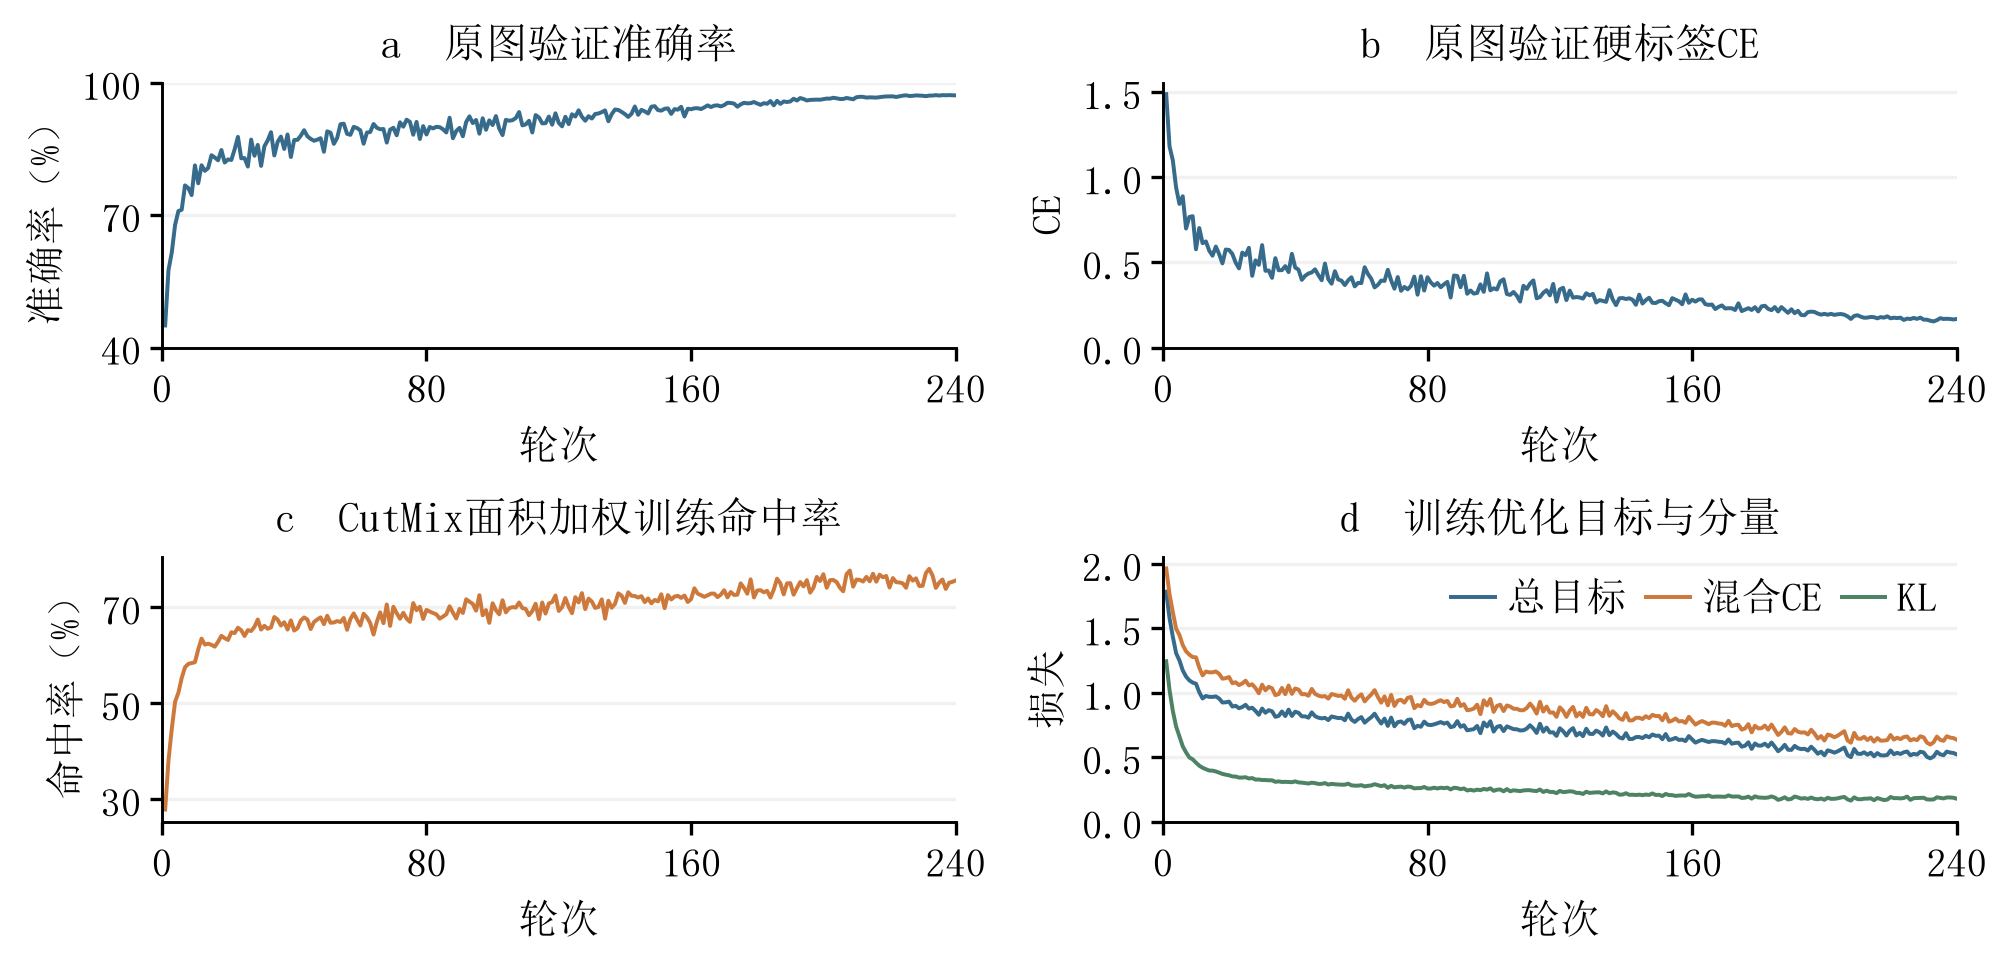 a 原图验证准确率
准确率（%）
100
70
40
0 80 160 240
轮次
b 原图验证硬标签CE
CE
1.5
1.0
0.5
0.0
0 80 160 240
轮次
c CutMix面积加权训练命中率
命中率（%）
70
50
30
0 80 160 240
轮次
d 训练优化目标与分量
损失
2.0
1.5
1.0
0.5
0.0
总目标 混合CE KL
0 80 160 240
轮次